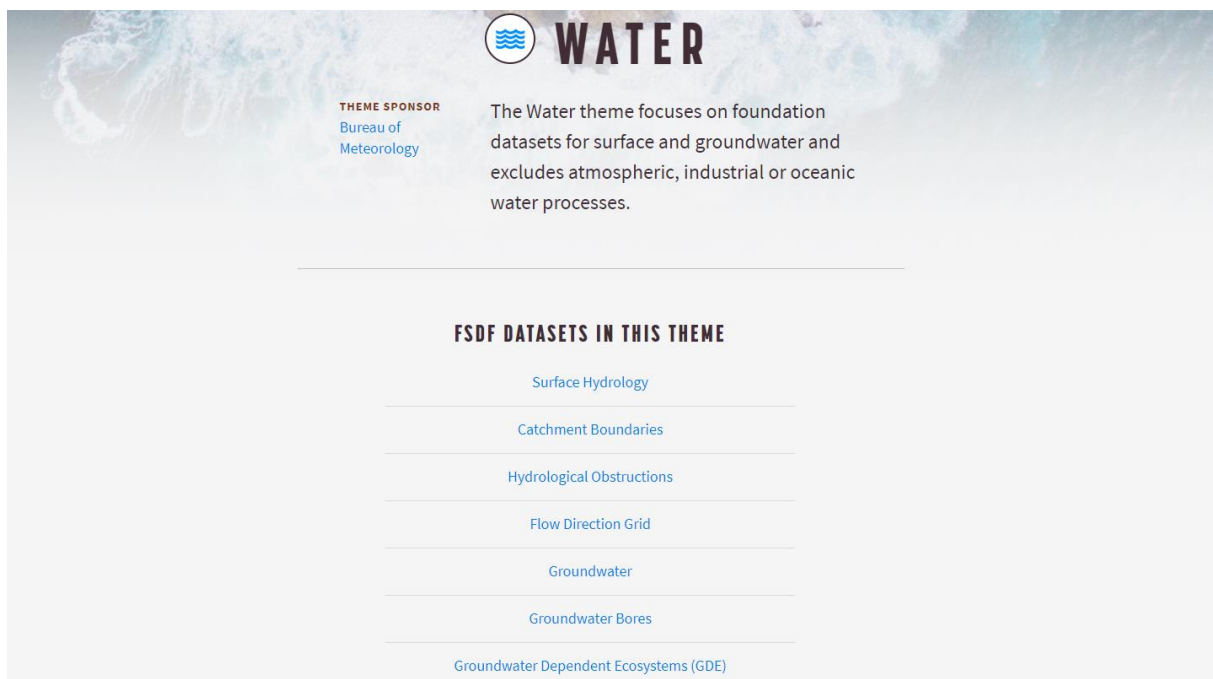 WATER
THEME SPONSOR
Bureau of
Meteorology
The Water theme focuses on foundation
datasets for surface and groundwater and
excludes atmospheric, industrial or oceanic
water processes.
FSDF DATASETS IN THIS THEME
Surface Hydrology
Catchment Boundaries
Hydrological Obstructions
Flow Direction Grid
Groundwater
Groundwater Bores
Groundwater Dependent Ecosystems (GDE)